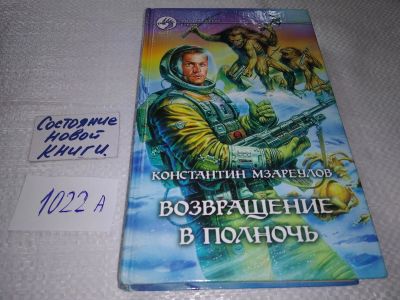 КОНСТАНТИН МЗАРЕУЛОВ
ВОЗВРАЩЕНИЕ
В ПОЛНОЧЬ
Состояние
новой
книги.
1022 А